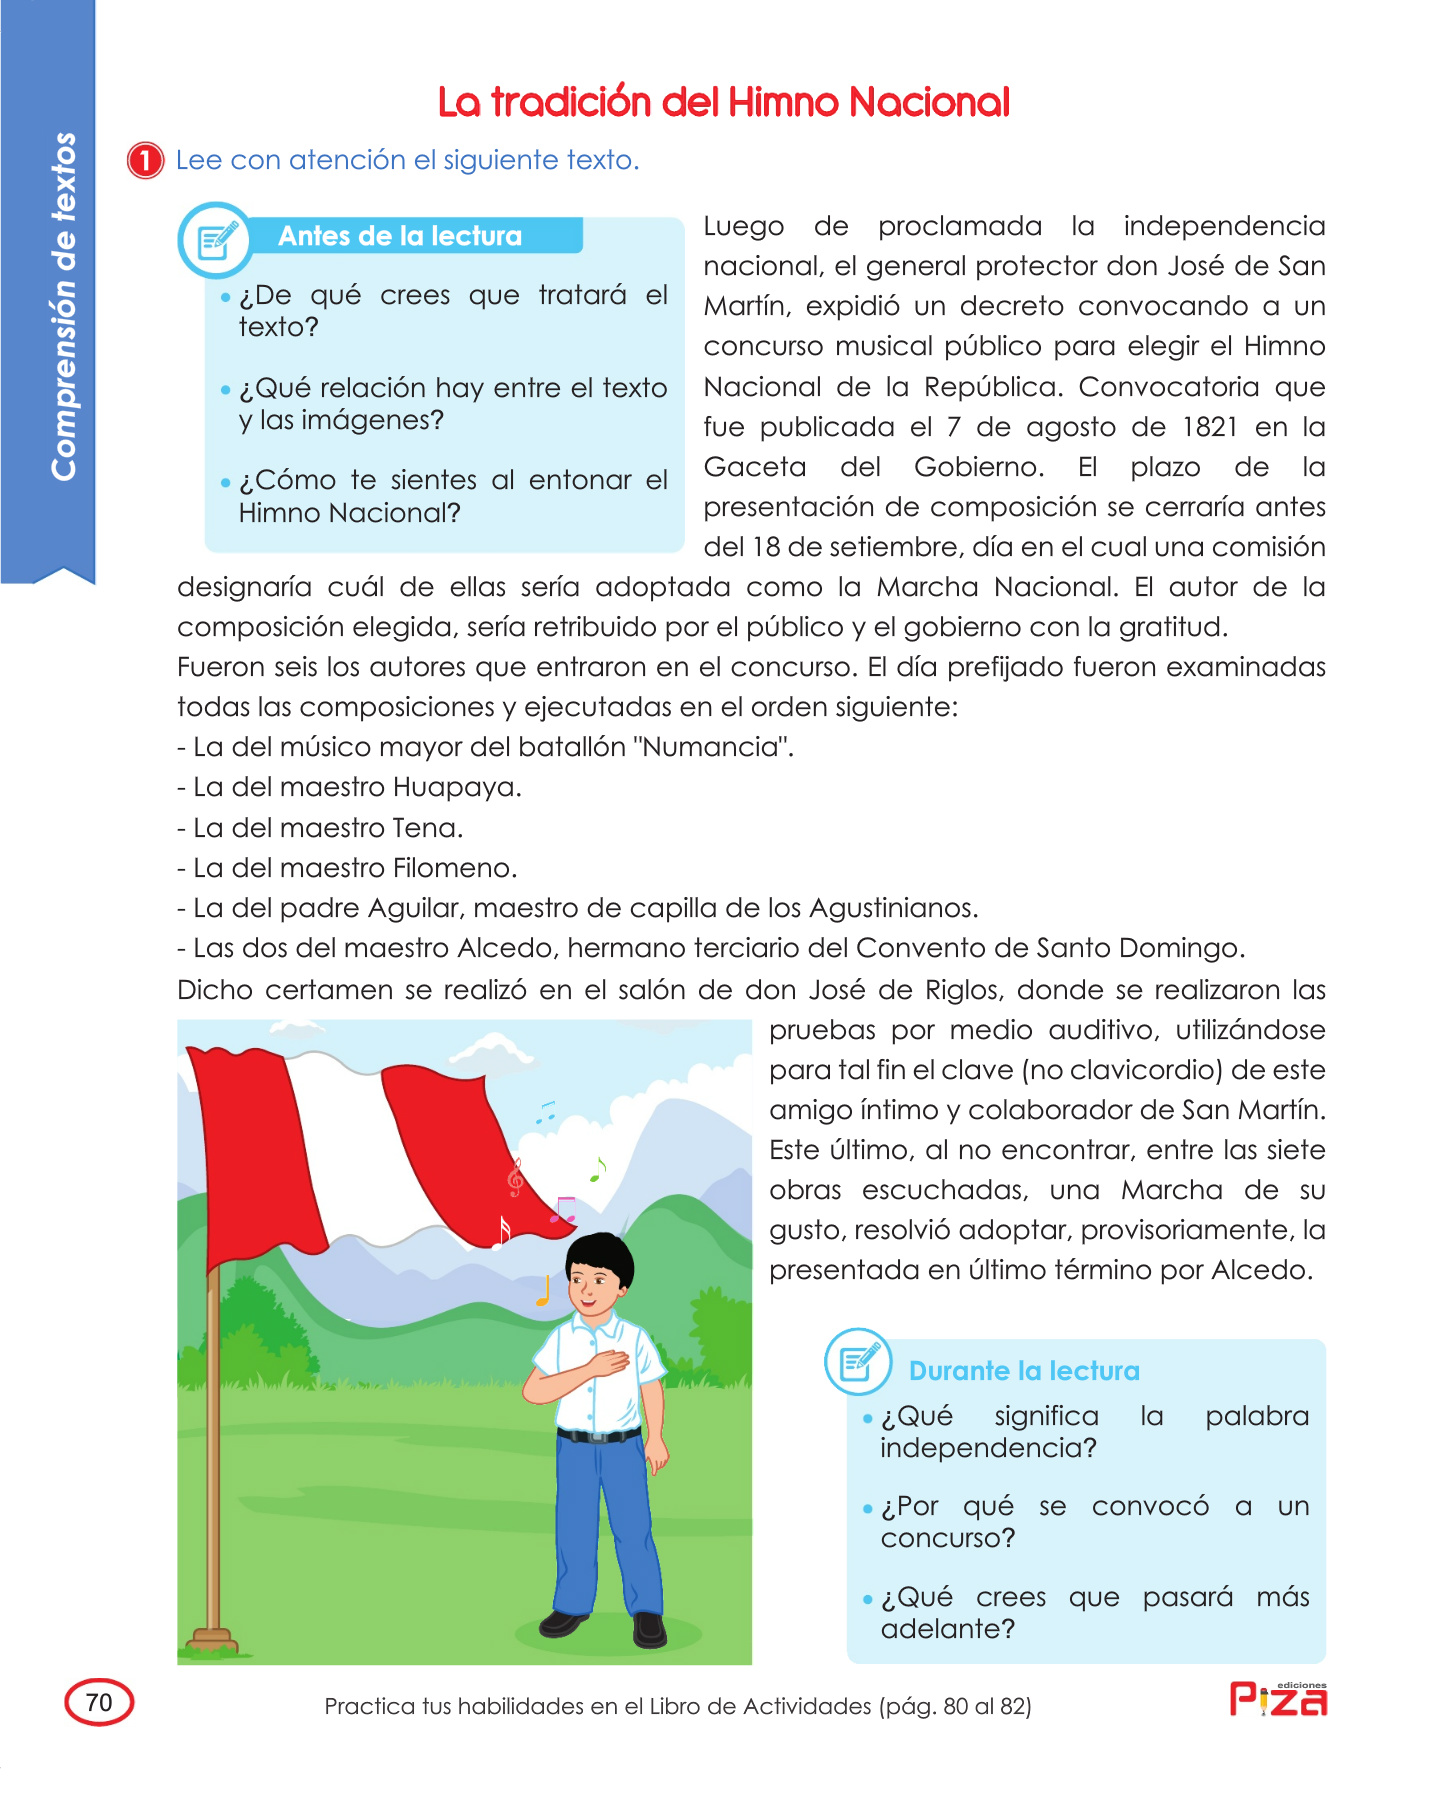 Comprensión de textos
La tradición del Himno Nacional
1 Lee con atención el siguiente texto.
Antes de la lectura
• ¿De qué crees que tratará el
texto?
• ¿Qué relación hay entre el texto
y las imágenes?
• ¿Cómo te sientes al entonar el
Himno Nacional?
Luego de proclamada la independencia
nacional, el general protector don José de San
Martín, expidió un decreto convocando a un
concurso musical público para elegir el Himno
Nacional de la República. Convocatoria que
fue publicada el 7 de agosto de 1821 en la
Gaceta del Gobierno. El plazo de la
presentación de composición se cerraría antes
del 18 de setiembre, día en el cual una comisión
designaría cuál de ellas sería adoptada como la Marcha Nacional. El autor de la
composición elegida, sería retribuido por el público y el gobierno con la gratitud.
Fueron seis los autores que entraron en el concurso. El día prefijado fueron examinadas
todas las composiciones y ejecutadas en el orden siguiente:
- La del músico mayor del batallón "Numancia".
- La del maestro Huapaya.
- La del maestro Tena.
- La del maestro Filomeno.
- La del padre Aguilar, maestro de capilla de los Agustinianos.
- Las dos del maestro Alcedo, hermano terciario del Convento de Santo Domingo.
Dicho certamen se realizó en el salón de don José de Riglos, donde se realizaron las
pruebas por medio auditivo, utilizándose
para tal fin el clave (no clavicordio) de este
amigo íntimo y colaborador de San Martín.
Este último, al no encontrar, entre las siete
obras escuchadas, una Marcha de su
gusto, resolvió adoptar, provisoriamente, la
presentada en último término por Alcedo.
Durante la lectura
• ¿Qué significa la palabra
independencia?
• ¿Por qué se convocó a un
concurso?
• ¿Qué crees que pasará más
adelante?
70
Practica tus habilidades en el Libro de Actividades (pág. 80 al 82)
ediciones
Piza